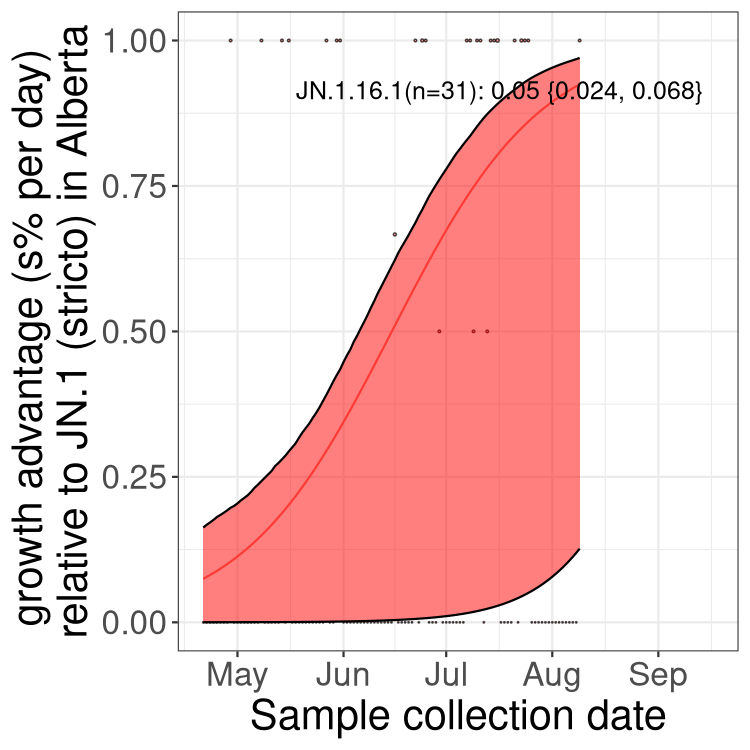 growth advantage (s% per day)
relative to JN.1 (stricto) in Alberta
1.00
0.75
0.50
0.25
0.00
JN.1.16.1(n=31): 0.05 {0.024, 0.068}
May Jun Jul Aug Sep
Sample collection date